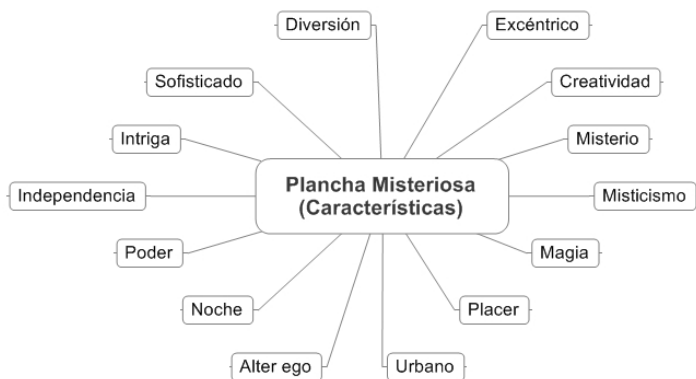 Diversión
Excéntrico
Sofisticado
Creatividad
Intriga
Misterio
Plancha Misteriosa
(Características)
Independencia
Misticismo
Poder
Magia
Noche
Placer
Alter ego
Urbano